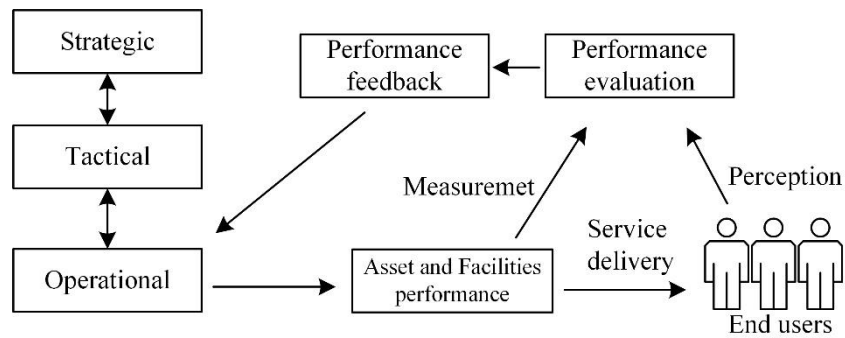 Strategic
Performance
feedback
Performance
evaluation
Tactical
Measuremet
Perception
Service
delivery
Operational
Asset and Facilities
performance
End users